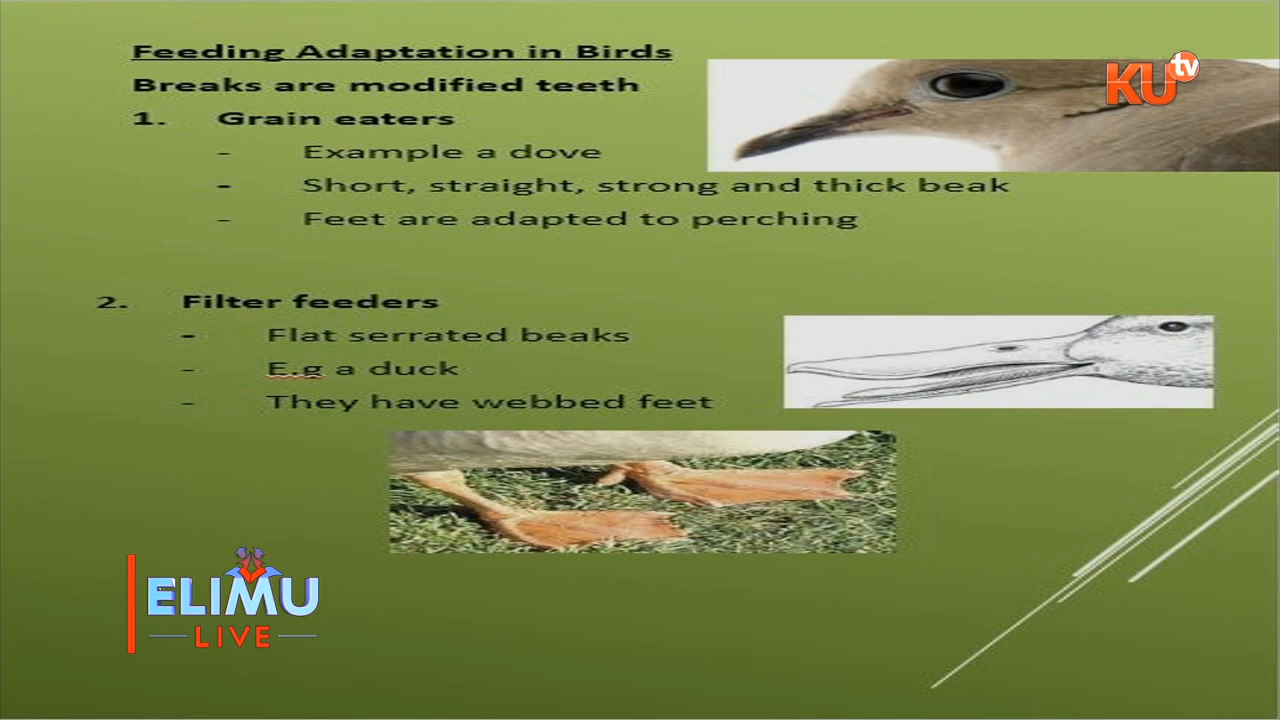 Feeding Adaptation in Birds
KU tv
Breaks are modified teeth
1. Grain eaters
- Example a dove
- Short, straight, strong and thick beak
- Feet are adapted to perching
2. Filter feeders
- Flat serrated beaks
- E.g a duck
- They have webbed feet
ELIMU
LIVE